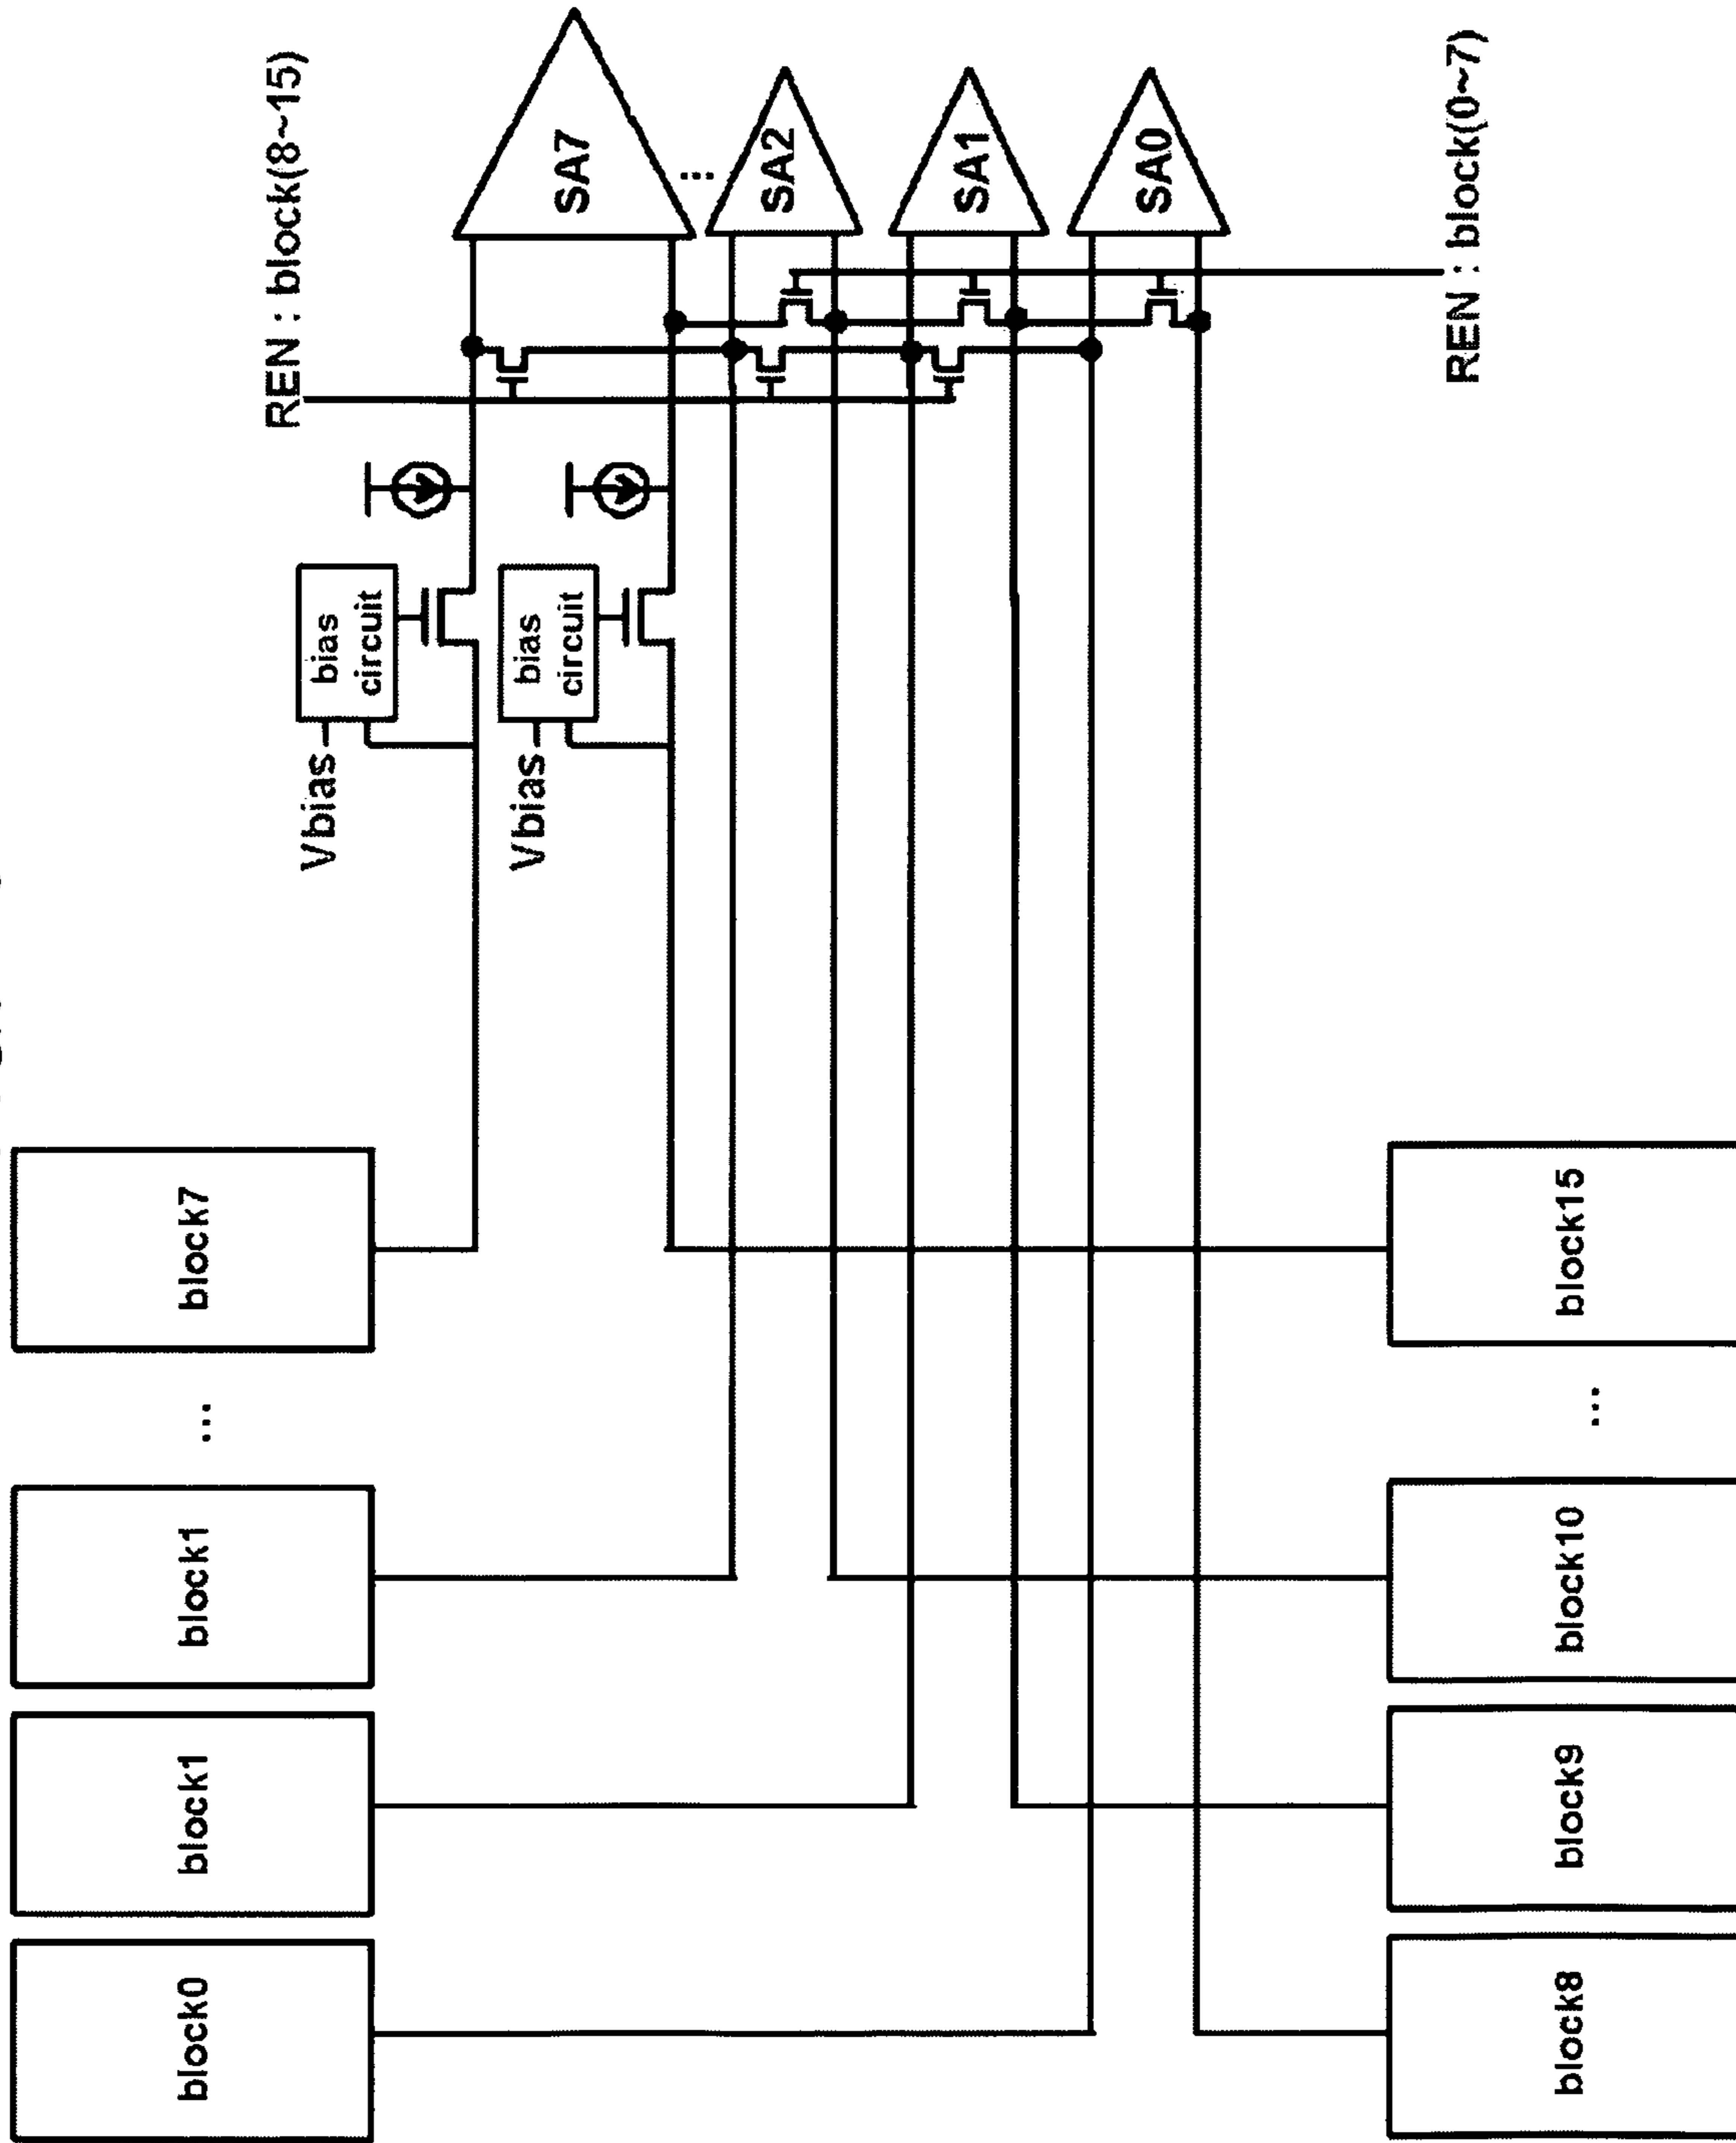 block0
block1
block1
...
block7
REN : block(8~15)
Vbias
bias
circuit
Vbias
bias
circuit
SA7
...
SA2
SA1
SA0
REN : block(0~7)
block8
block9
block10
...
block15